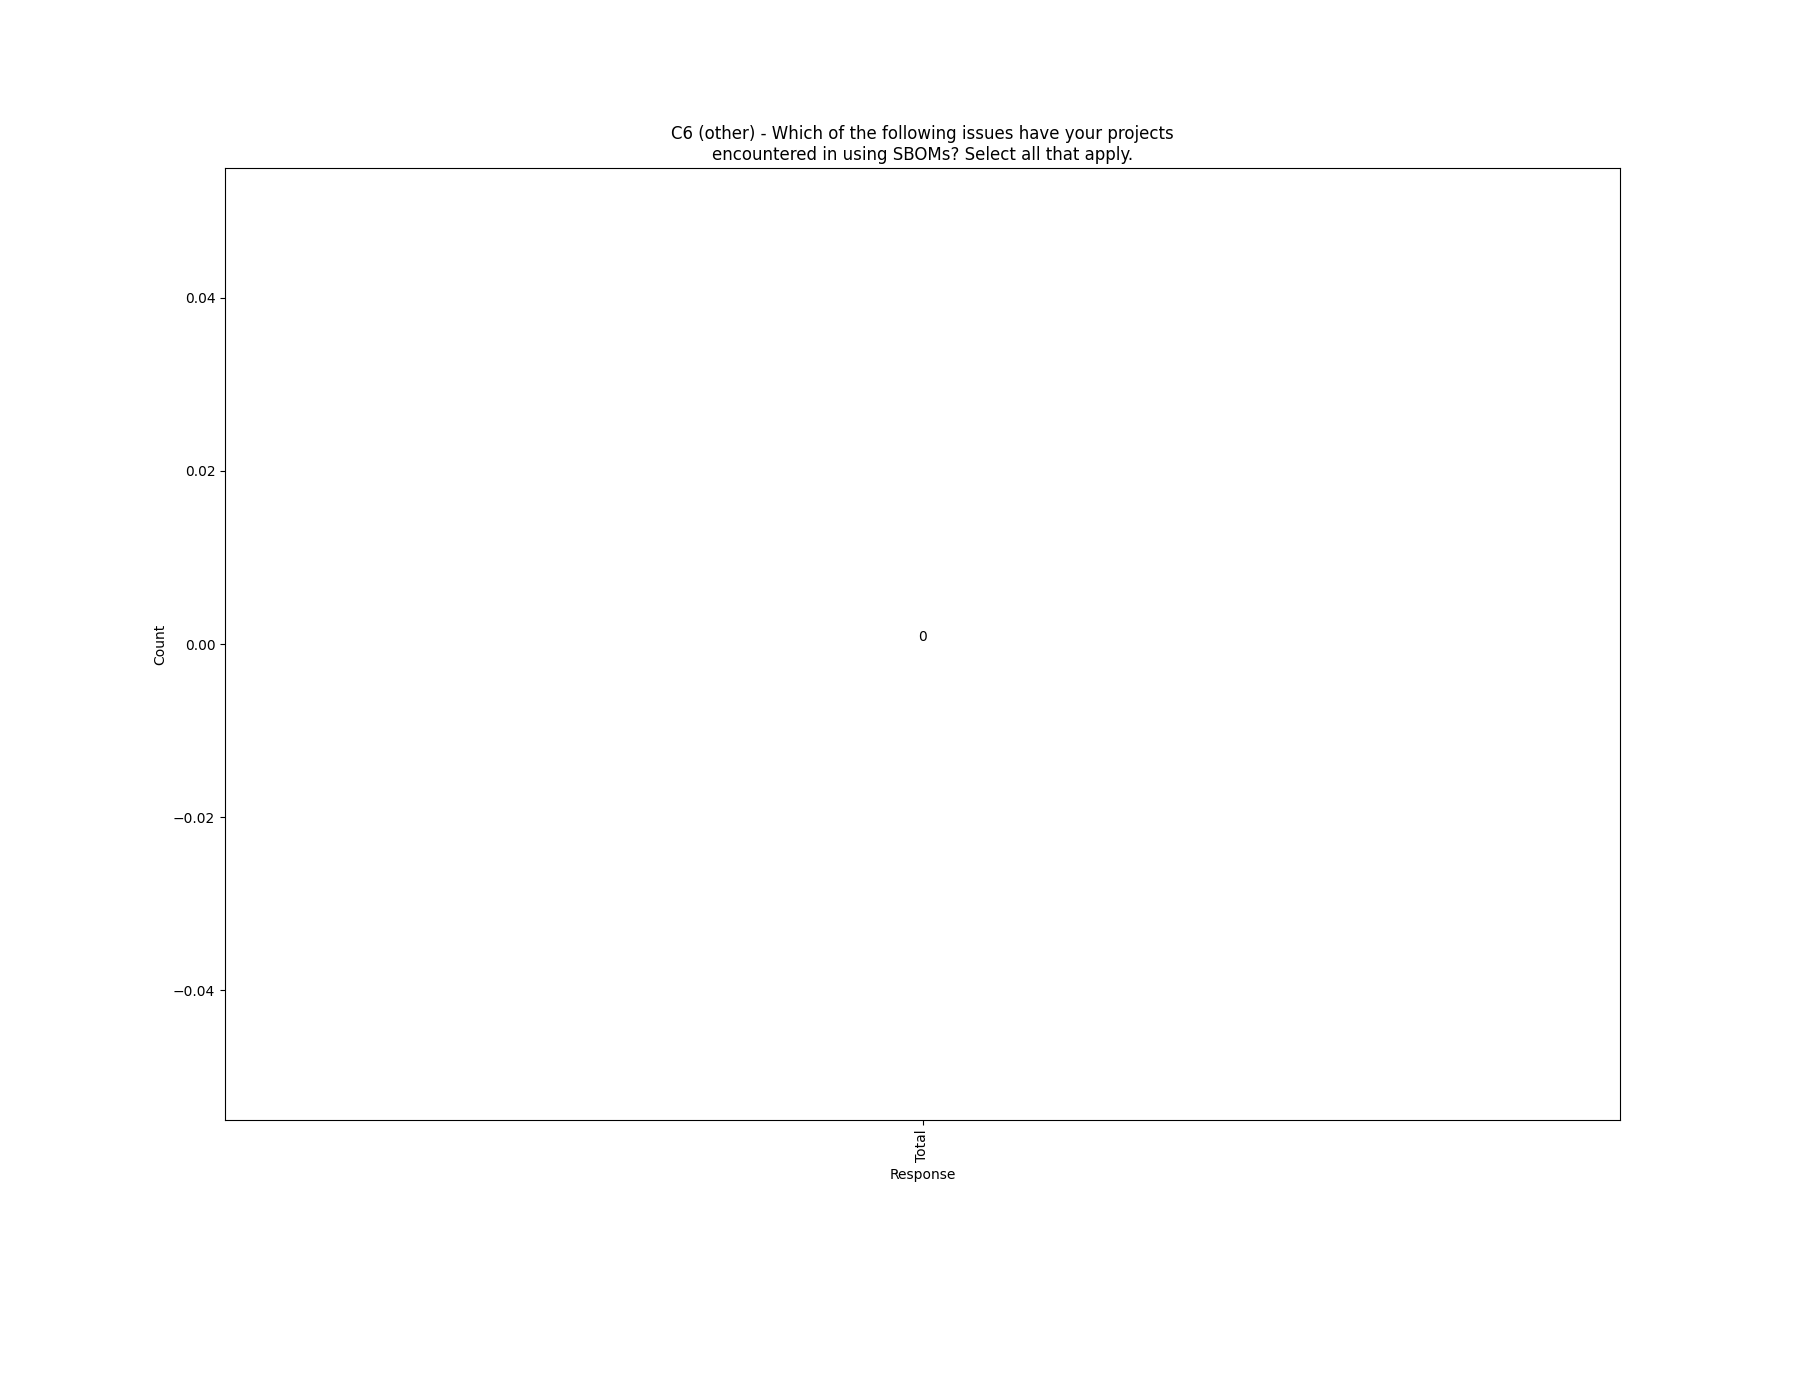 C6 (other) - Which of the following issues have your projects
encountered in using SBOMs? Select all that apply.
0.04
0.02
0.00
−0.02
−0.04
Count
0
Total
Response